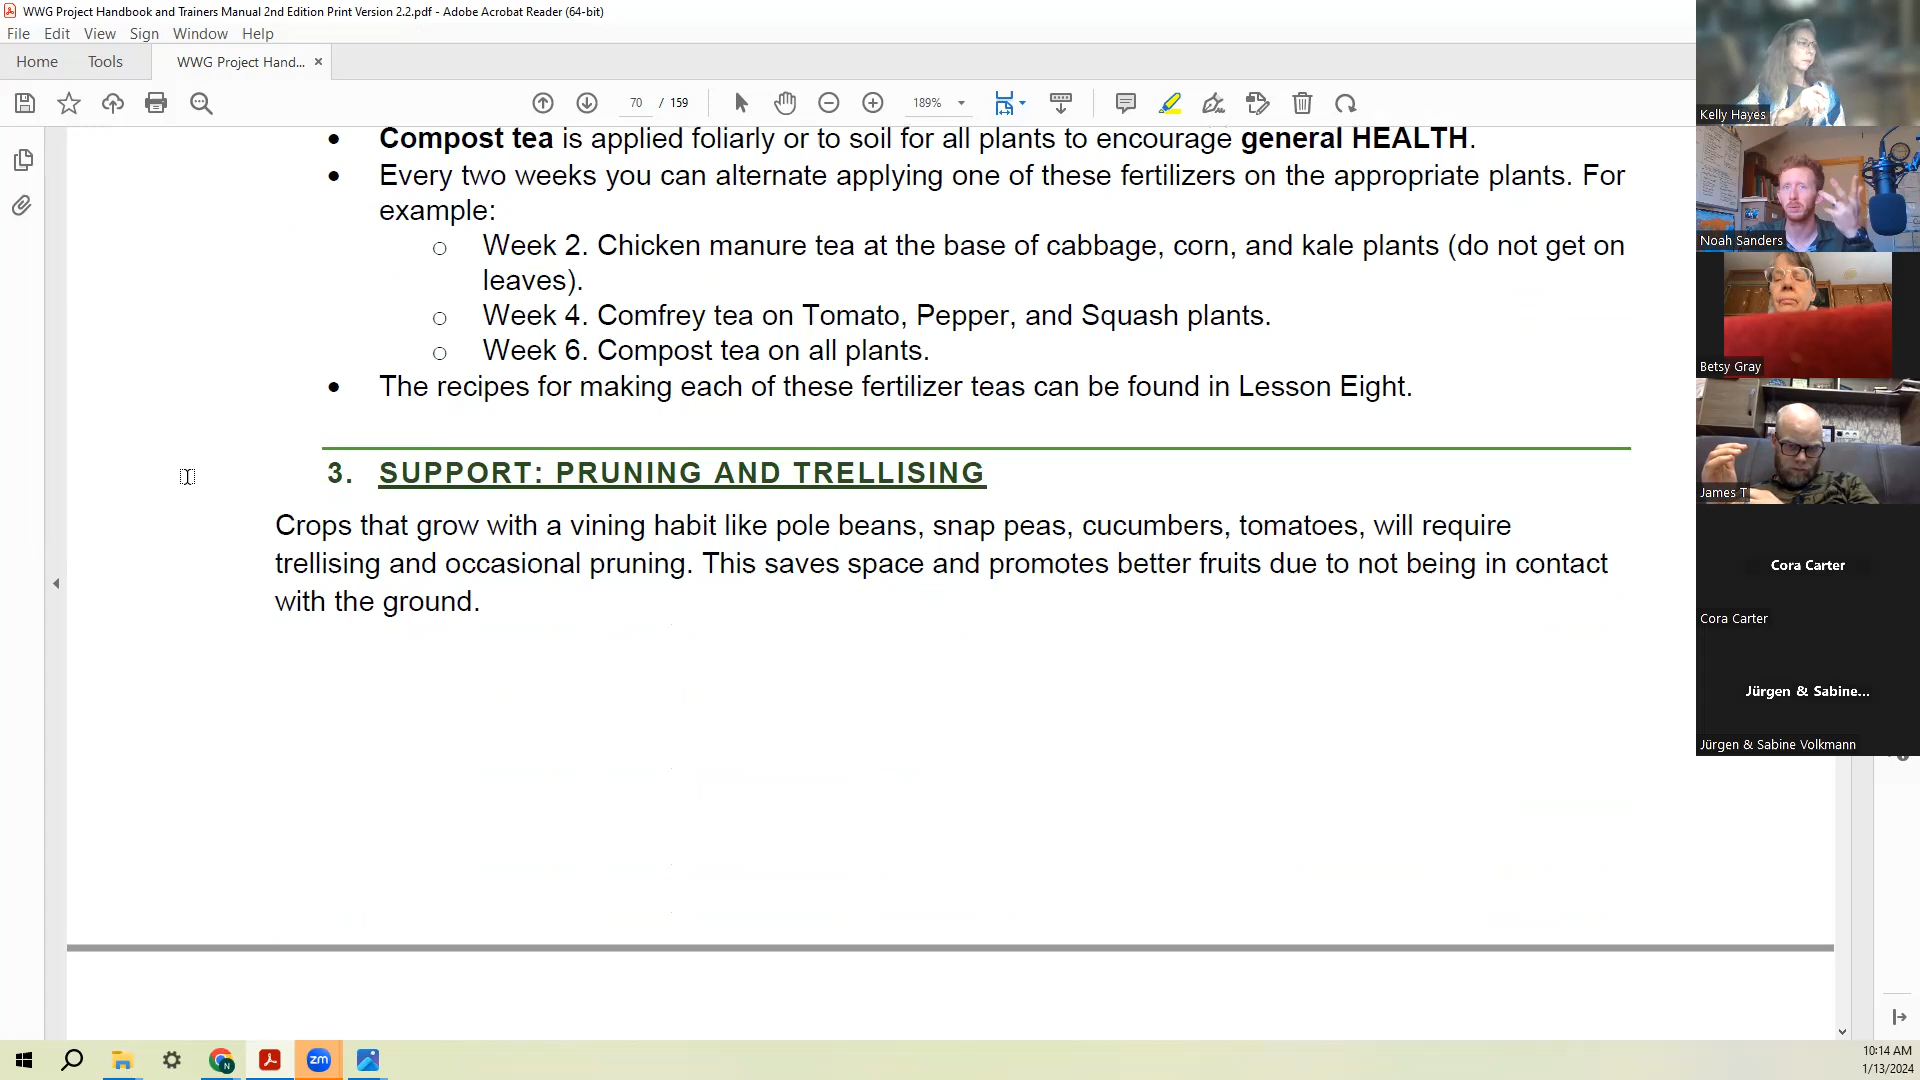 WWG Project Handbook and Trainers Manual 2nd Edition Print Version 2.2.pdf - Adobe Acrobat Reader (64-bit)
File Edit View Sign Window Help
Home Tools WWG Project Hand... ×
70 / 159 189%
• Compost tea is applied foliarly or to soil for all plants to encourage general HEALTH.
• Every two weeks you can alternate applying one of these fertilizers on the appropriate plants. For
example:
○ Week 2. Chicken manure tea at the base of cabbage, corn, and kale plants (do not get on
leaves).
○ Week 4. Comfrey tea on Tomato, Pepper, and Squash plants.
○ Week 6. Compost tea on all plants.
• The recipes for making each of these fertilizer teas can be found in Lesson Eight.
3. SUPPORT: PRUNING AND TRELLISING
Crops that grow with a vining habit like pole beans, snap peas, cucumbers, tomatoes, will require
trellising and occasional pruning. This saves space and promotes better fruits due to not being in contact
with the ground.
Kelly Hayes
Noah Sanders
Betsy Gray
James T
Cora Carter
Cora Carter
Jürgen & Sabine...
Jürgen & Sabine Volkmann
N
zm
10:14 AM
1/13/2024